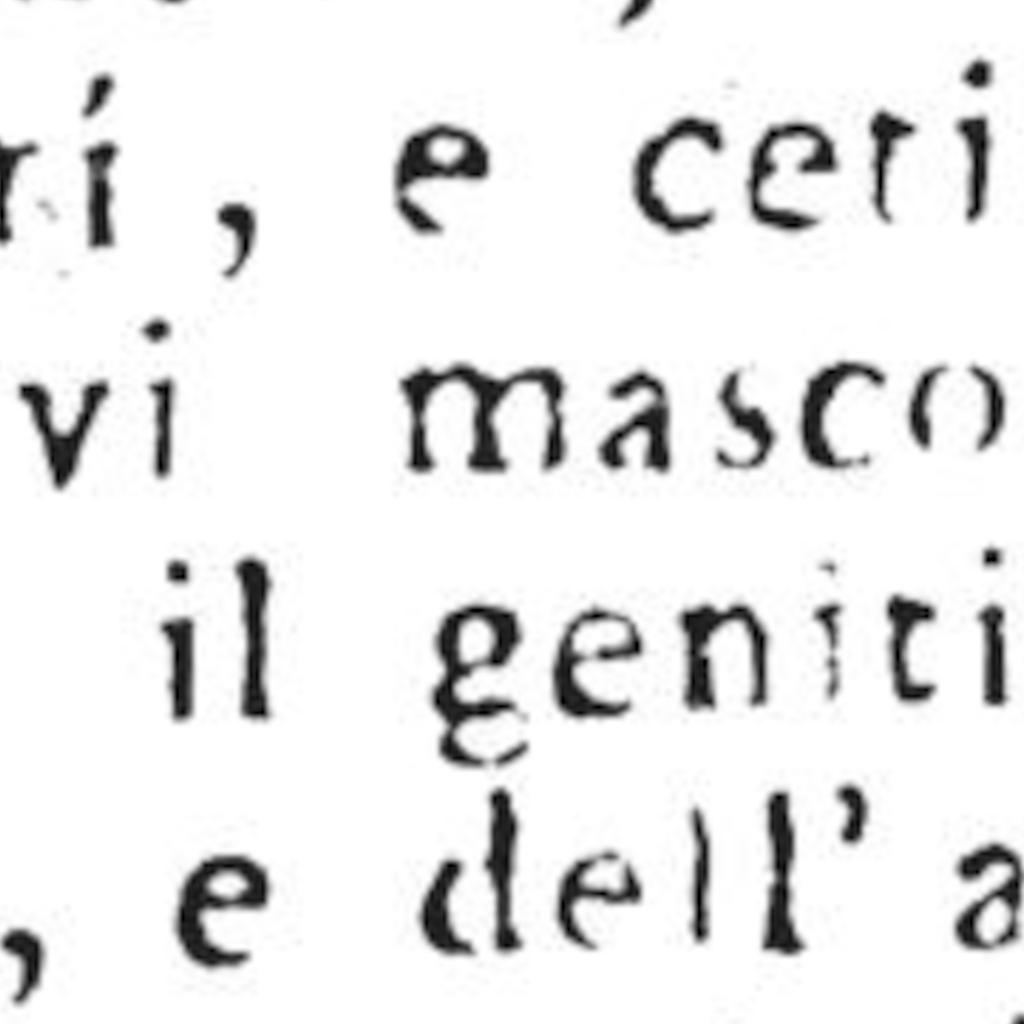 rí, e ceti
vi masco
il geniti
, e dell' a